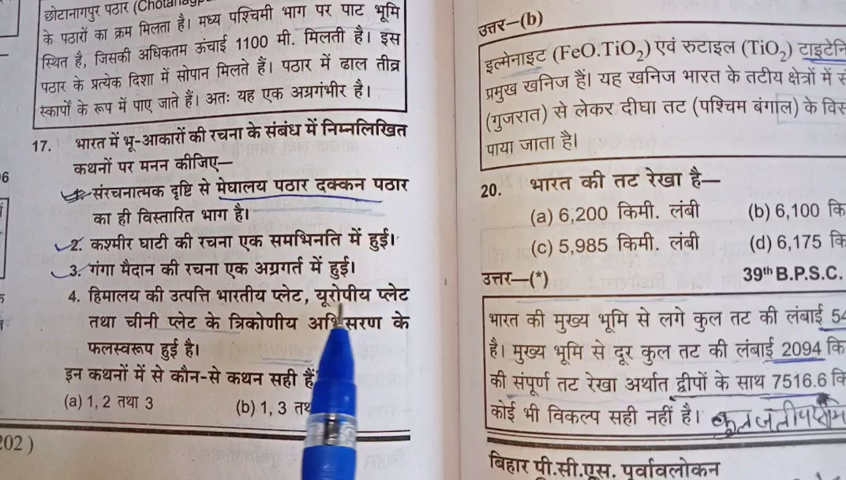 छोटानागपुर पठार
के पठारों का क्रम मिलता है। मध्य पश्चिमी भाग पर पाट भूमि
स्थित है, जिसकी अधिकतम ऊंचाई 1100 मी. मिलती है। इस
पठार के प्रत्येक दिशा में सोपान मिलते हैं। पठार में ढाल तीव्र
स्कार्पों के रूप में पाए जाते हैं। अतः यह एक अग्रगंभीर है।
17. भारत में भू-आकारों की रचना के संबंध में निम्नलिखित
कथनों पर मनन कीजिए—
संरचनात्मक दृष्टि से मेघालय पठार दक्कन पठार
का ही विस्तारित भाग है।
2. कश्मीर घाटी की रचना एक समभिनति में हुई।
3. गंगा मैदान की रचना एक अग्रगर्त में हुई।
4. हिमालय की उत्पत्ति भारतीय प्लेट, यूरोपीय प्लेट
तथा चीनी प्लेट के त्रिकोणीय के
फलस्वरूप हुई है।
इन कथनों में से कौन-से कथन सही हैं
(a) 1, 2 तथा 3 (b) 1, 3
202)
उत्तर—(b)
इल्मेनाइट (FeO.TiO₂) एवं रुटाइल (TiO₂)
प्रमुख खनिज हैं। यह खनिज भारत के तटीय क्षेत्रों में
(गुजरात) से लेकर दीघा तट (पश्चिम बंगाल) के
पाया जाता है।
20. भारत की तट रेखा है—
(a) 6,200 किमी. लंबी (b) 6,100
(c) 5,985 किमी. लंबी (d) 6,175
उत्तर—(*) 39th B.P.S.C.
भारत की मुख्य भूमि से लगे कुल तट की लंबाई 54
है। मुख्य भूमि से दूर कुल तट की लंबाई 2094
की संपूर्ण तट रेखा अर्थात द्वीपों के साथ 7516.6
कोई भी विकल्प सही नहीं है।
बिहार पी.सी.एस. पूर्वावलोकन